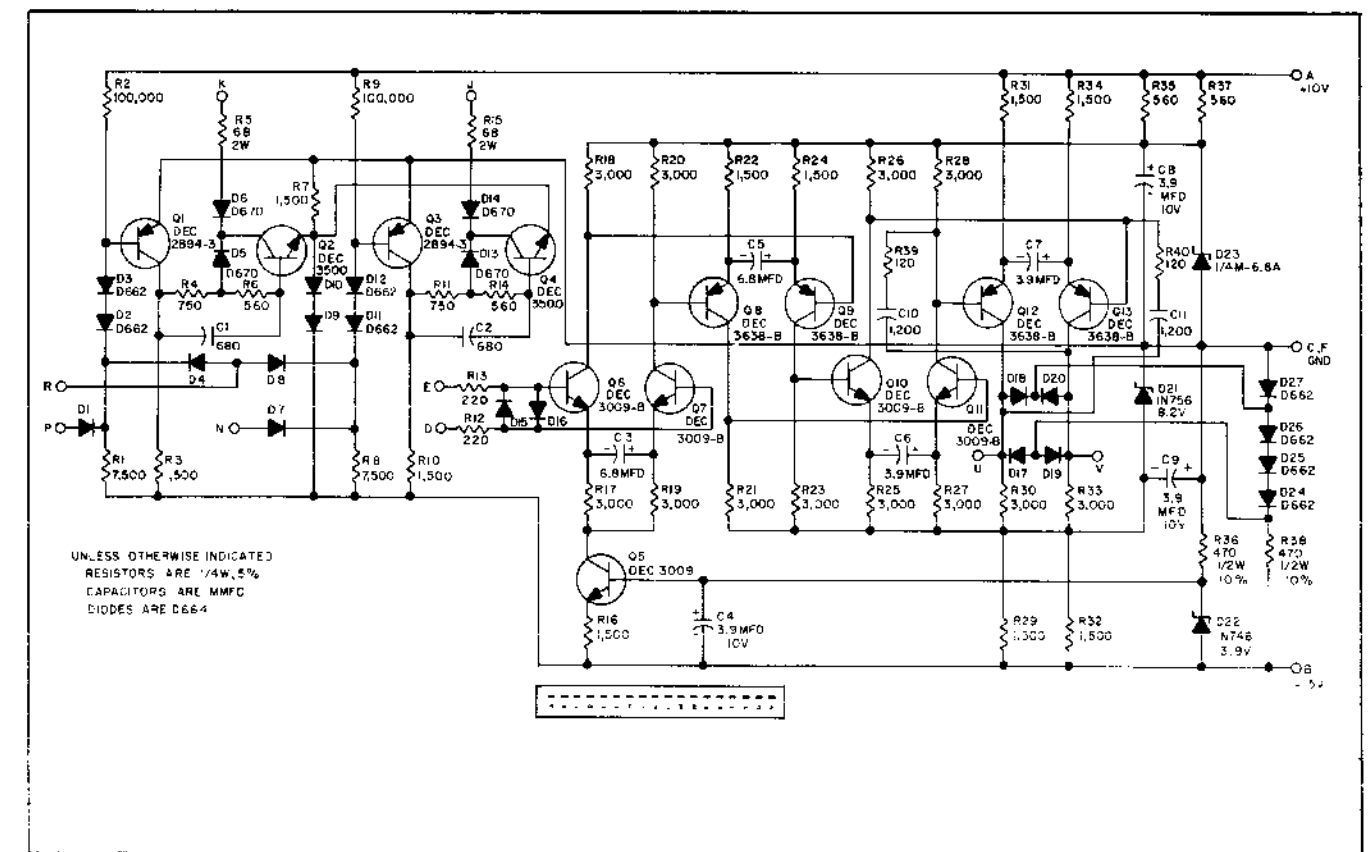 R2
100,000
K
R5
68
2W
R9
100,000
J
R15
68
2W
R31
1,500
R34
1,500
R35
560
R37
560
A
+10V
R7
1,500
D6
D670
Q1
DEC
2894-3
D5
D670
Q2
DEC
3500
D14
D670
Q3
DEC
2894-3
D13
D670
Q4
DEC
3500
R18
3,000
R20
3,000
R22
1,500
R24
1,500
R26
3,000
R28
3,000
C8
3.9
MFD
10V
D3
D662
D2
D662
R4
750
R6
560
D10
D9
D12
D662
D11
D662
R11
750
R14
560
C1
680
C2
680
C5
6.8MFD
Q8
DEC
3638-B
Q9
DEC
3638-B
R39
120
C10
1,200
C7
3.9MFD
Q12
DEC
3638-B
Q13
DEC
3638-B
R40
120
C11
1,200
D23
1/4M-6.8A
C,F
GND
D4
D8
R
P
D1
N
D7
E
R13
220
D
R12
220
D15
D16
Q6
DEC
3009-B
Q7
DEC
3009-B
Q10
DEC
3009-B
Q11
DEC
3009-B
D18
D20
D21
IN756
8.2V
D27
D662
D26
D662
D25
D662
D24
D662
U
D17
D19
V
C3
6.8MFD
C6
3.9MFD
C9
3.9
MFD
10V
R1
7,500
R3
R8
7,500
R10
1,500
R17
3,000
R19
3,000
R21
3,000
R23
3,000
R25
3,000
R27
3,000
R30
3,000
R33
3,000
R36
470
1/2W
10%
R38
470
1/2W
10%
UNLESS OTHERWISE INDICATED
RESISTORS ARE 1/4W, 5%
CAPACITORS ARE MMFD
DIODES ARE D664
Q5
DEC 3009
R16
1,500
C4
3.9MFD
10V
R29
R32
1,500
D22
3.9V
B